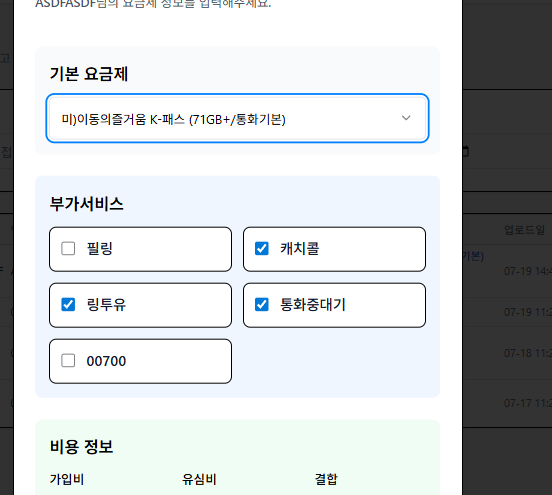 ASDFASDF님의 요금제 정보를 입력해주세요.
기본 요금제
미)이동의즐거움 K-패스 (71GB+/통화기본)
부가서비스
필링
캐치콜
링투유
통화중대기
00700
비용 정보
가입비
유심비
결합
고
접
업로드일
기본)
07-19 14:
07-19 11:
07-18 11:
07-17 11: